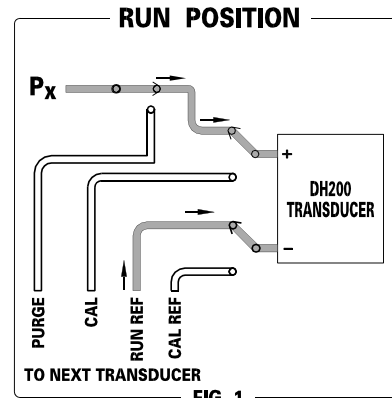 RUN POSITION
Px
+
DH200
TRANSDUCER
−
PURGE
CAL
RUN REF
CAL REF
TO NEXT TRANSDUCER
FIG 1